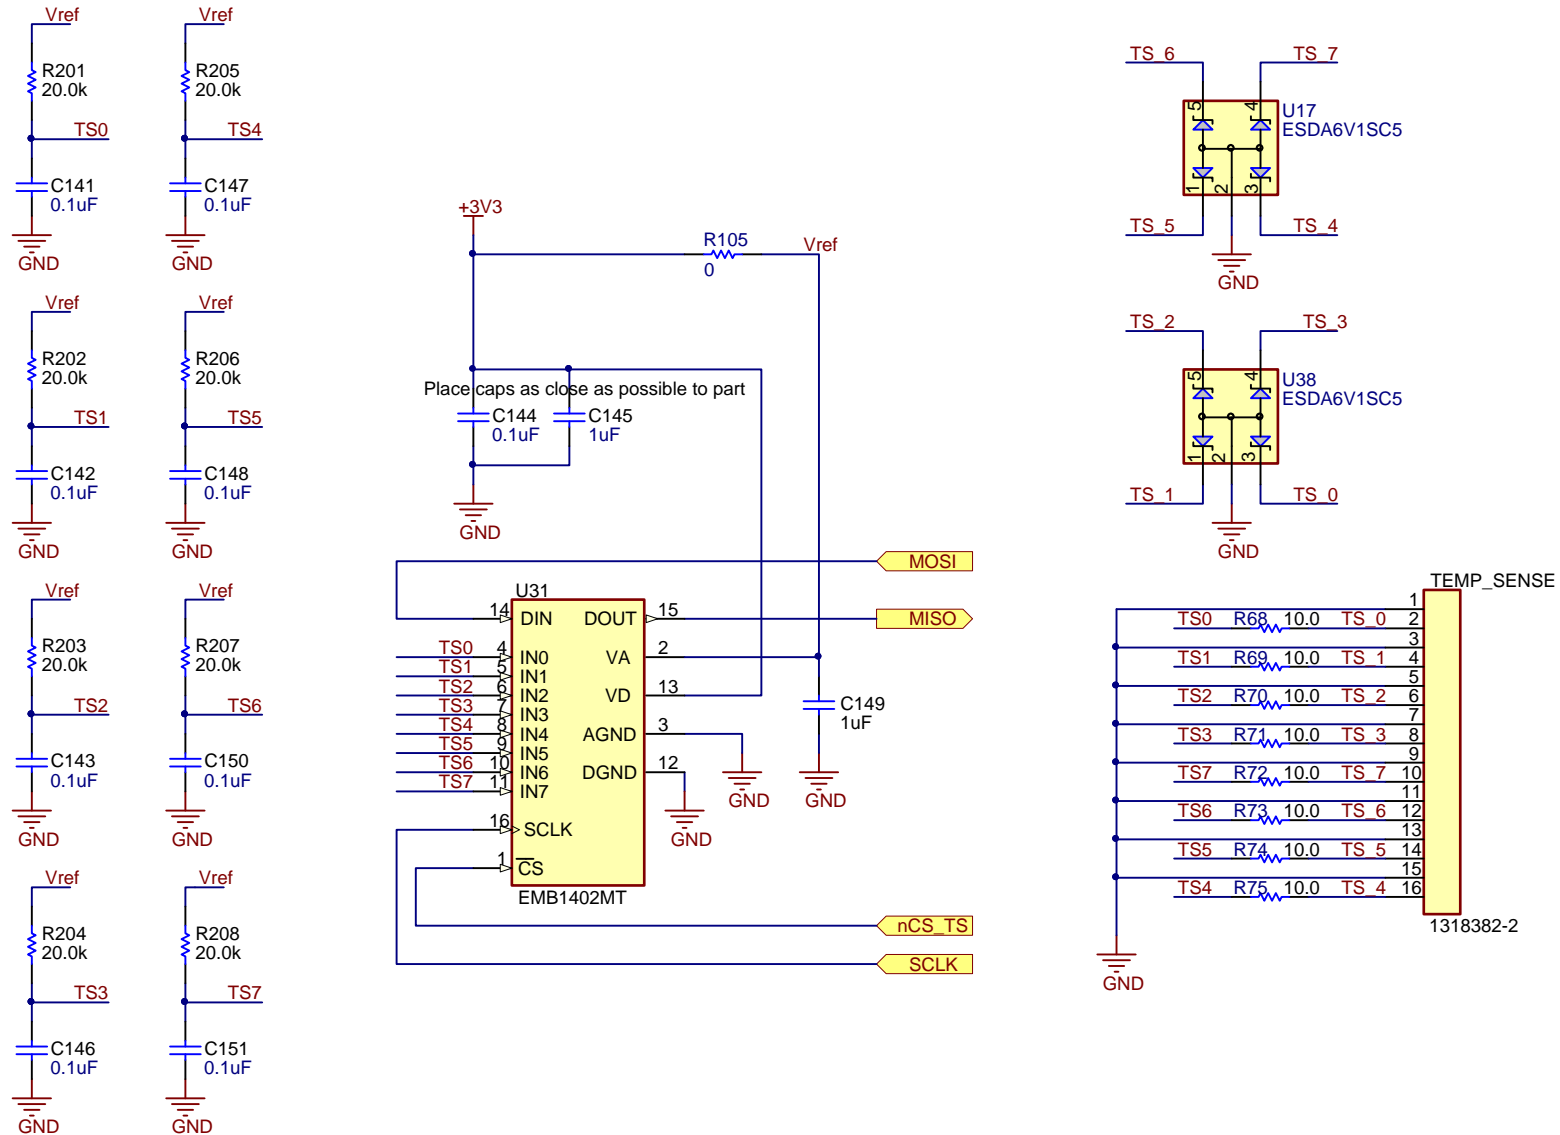 Vref
R201
20.0k
TS0
C141
0.1uF
GND
Vref
R205
20.0k
TS4
C147
0.1uF
GND
Vref
R202
20.0k
TS1
C142
0.1uF
GND
Vref
R206
20.0k
TS5
C148
0.1uF
GND
Vref
R203
20.0k
TS2
C143
0.1uF
GND
Vref
R207
20.0k
TS6
C150
0.1uF
GND
Vref
R204
20.0k
TS3
C146
0.1uF
GND
Vref
R208
20.0k
TS7
C151
0.1uF
GND
+3V3
R105
0
Vref
Place caps as close as possible to part
C144
0.1uF
C145
1uF
GND
MOSI
MISO
U31
14 DIN
DOUT 15
TS0 4 IN0
VA 2
TS1 5 IN1
TS2 6 IN2
VD 13
TS3 7 IN3
TS4 8 IN4
AGND 3
TS5 9 IN5
TS6 10 IN6
DGND 12
TS7 11 IN7
16 SCLK
1 CS
EMB1402MT
C149
1uF
GND
GND
GND
nCS_TS
SCLK
TS_6
TS_7
5
4
U17
ESDA6V1SC5
1
2
3
TS_5
TS_4
GND
TS_2
TS_3
5
4
U38
ESDA6V1SC5
1
2
3
TS_1
TS_0
GND
TEMP_SENSE
1
TS0 R68 10.0 TS_0 2
3
TS1 R69 10.0 TS_1 4
5
TS2 R70 10.0 TS_2 6
7
TS3 R71 10.0 TS_3 8
9
TS7 R72 10.0 TS_7 10
11
TS6 R73 10.0 TS_6 12
13
TS5 R74 10.0 TS_5 14
15
TS4 R75 10.0 TS_4 16
1318382-2
GND